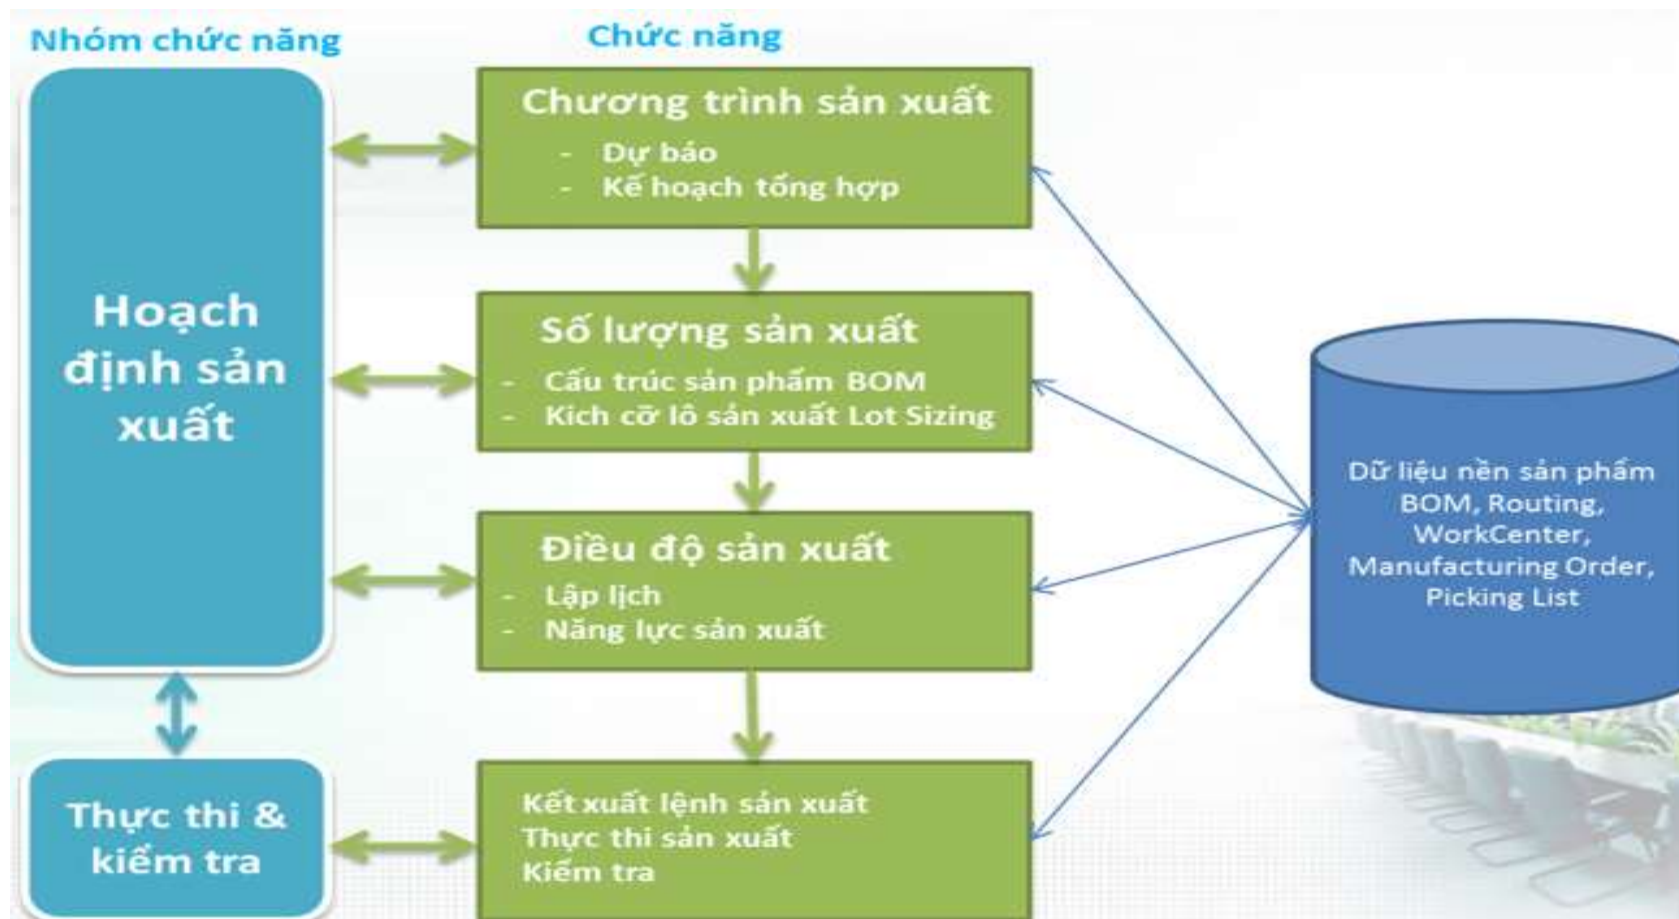 Nhóm chức năng
Chức năng
Hoạch
định sản
xuất
Thực thi &
kiểm tra
Chương trình sản xuất
- Dự báo
- Kế hoạch tổng hợp
Số lượng sản xuất
- Cấu trúc sản phẩm BOM
- Kích cỡ lô sản xuất Lot Sizing
Điều độ sản xuất
- Lập lịch
- Năng lực sản xuất
Kết xuất lệnh sản xuất
Thực thi sản xuất
Kiểm tra
Dữ liệu nền sản phẩm
BOM, Routing,
WorkCenter,
Manufacturing Order,
Picking List